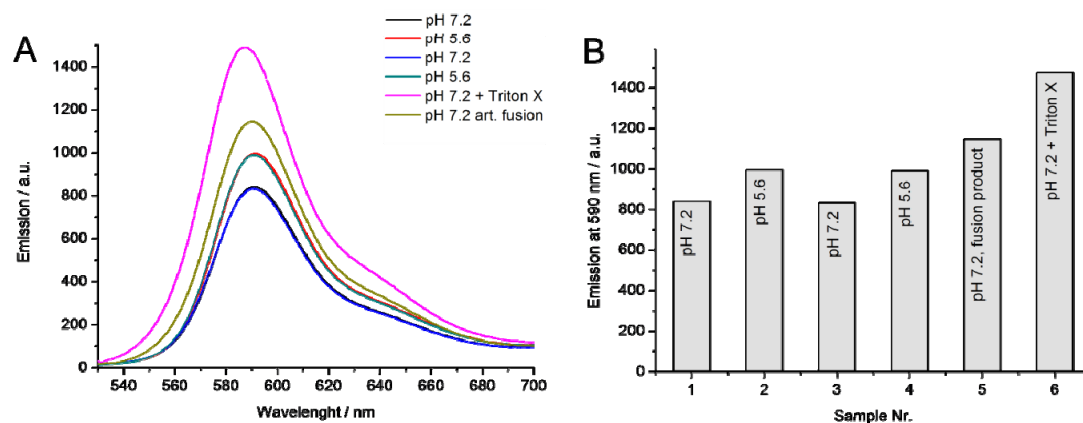 A
pH 7.2
pH 5.6
pH 7.2
pH 5.6
pH 7.2 + Triton X
pH 7.2 art. fusion
1400
1200
1000
800
600
400
200
0
Emission / a.u.
540 560 580 600 620 640 660 680 700
Wavelenght / nm
B
1400
1200
1000
800
600
400
200
0
Emission at 590 nm / a.u.
pH 7.2
pH 5.6
pH 7.2
pH 5.6
pH 7.2, fusion product
pH 7.2 + Triton X
1 2 3 4 5 6
Sample Nr.